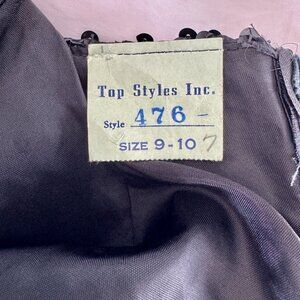 Top Styles Inc.
Style 476-
SIZE 9-10 7